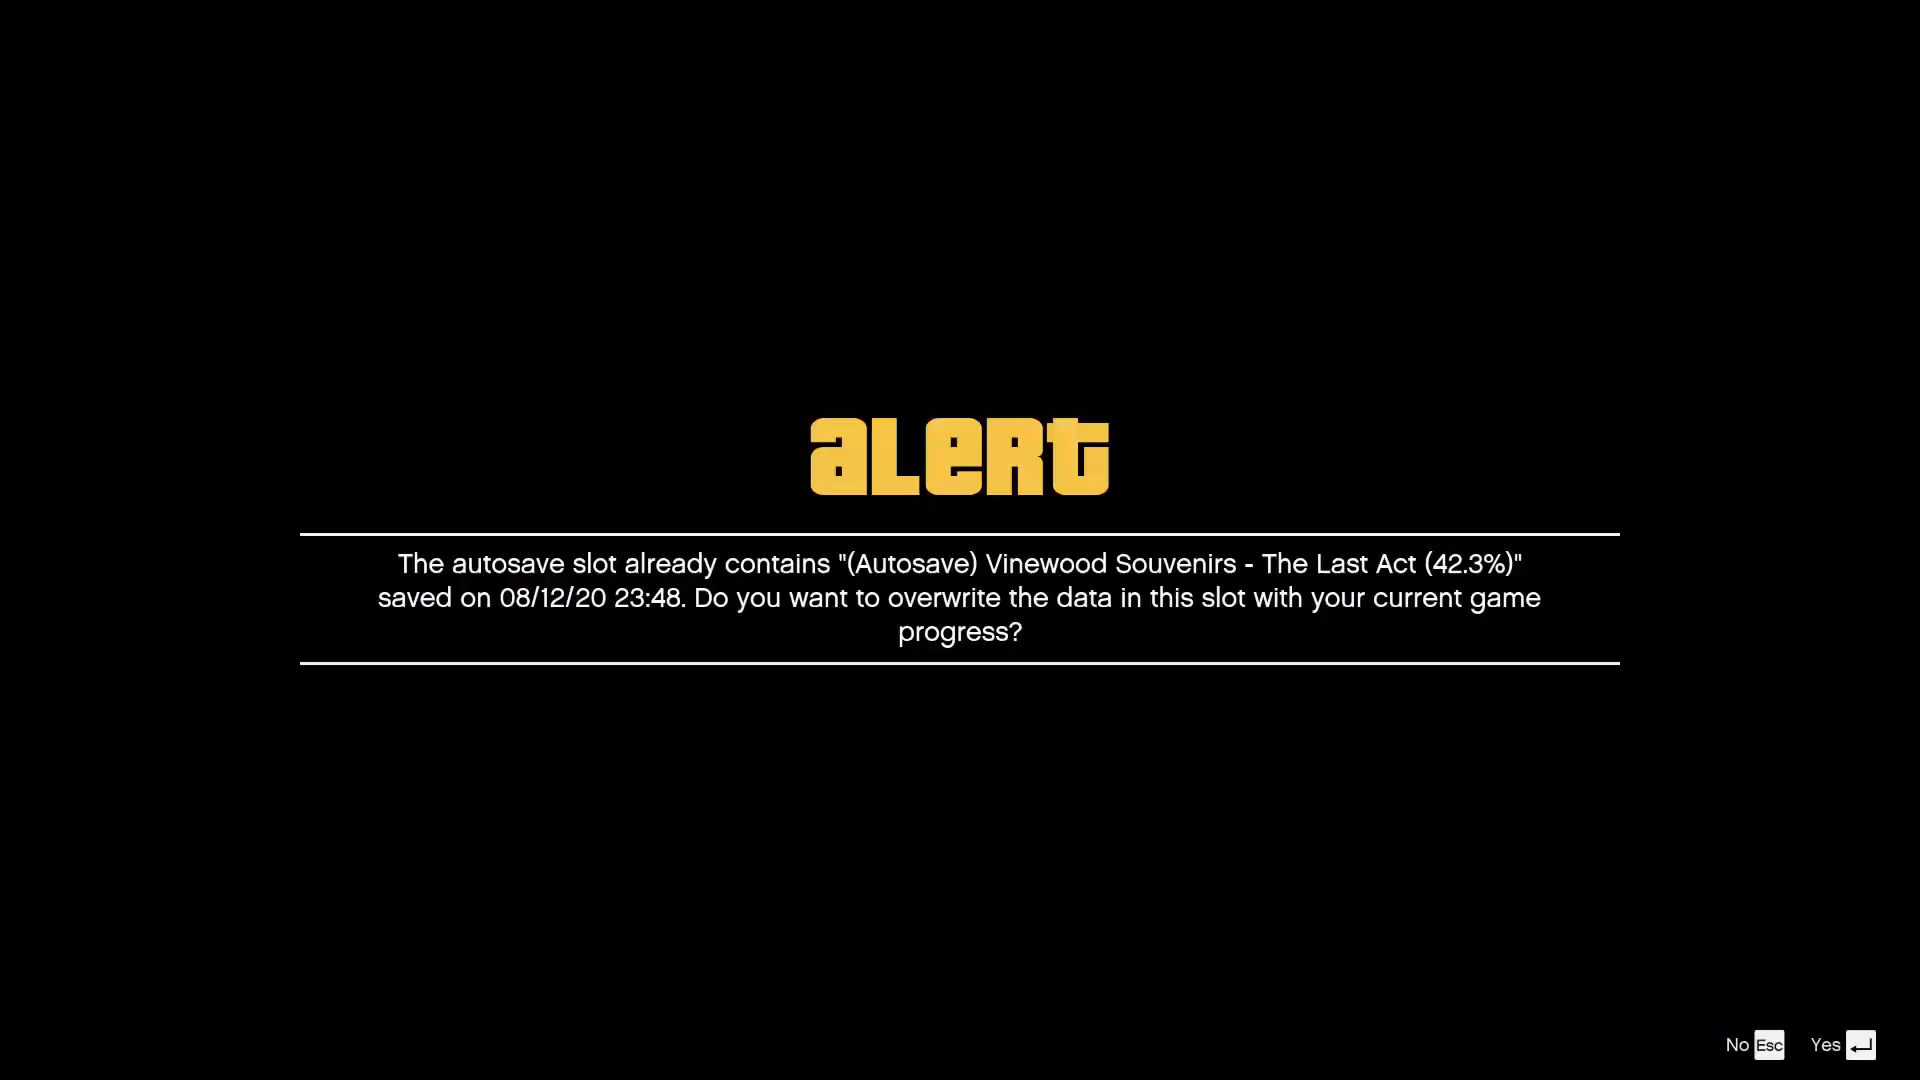 aLeRt
The autosave slot already contains "(Autosave) Vinewood Souvenirs - The Last Act (42.3%)"
saved on 08/12/20 23:48. Do you want to overwrite the data in this slot with your current game
progress?
No Esc Yes